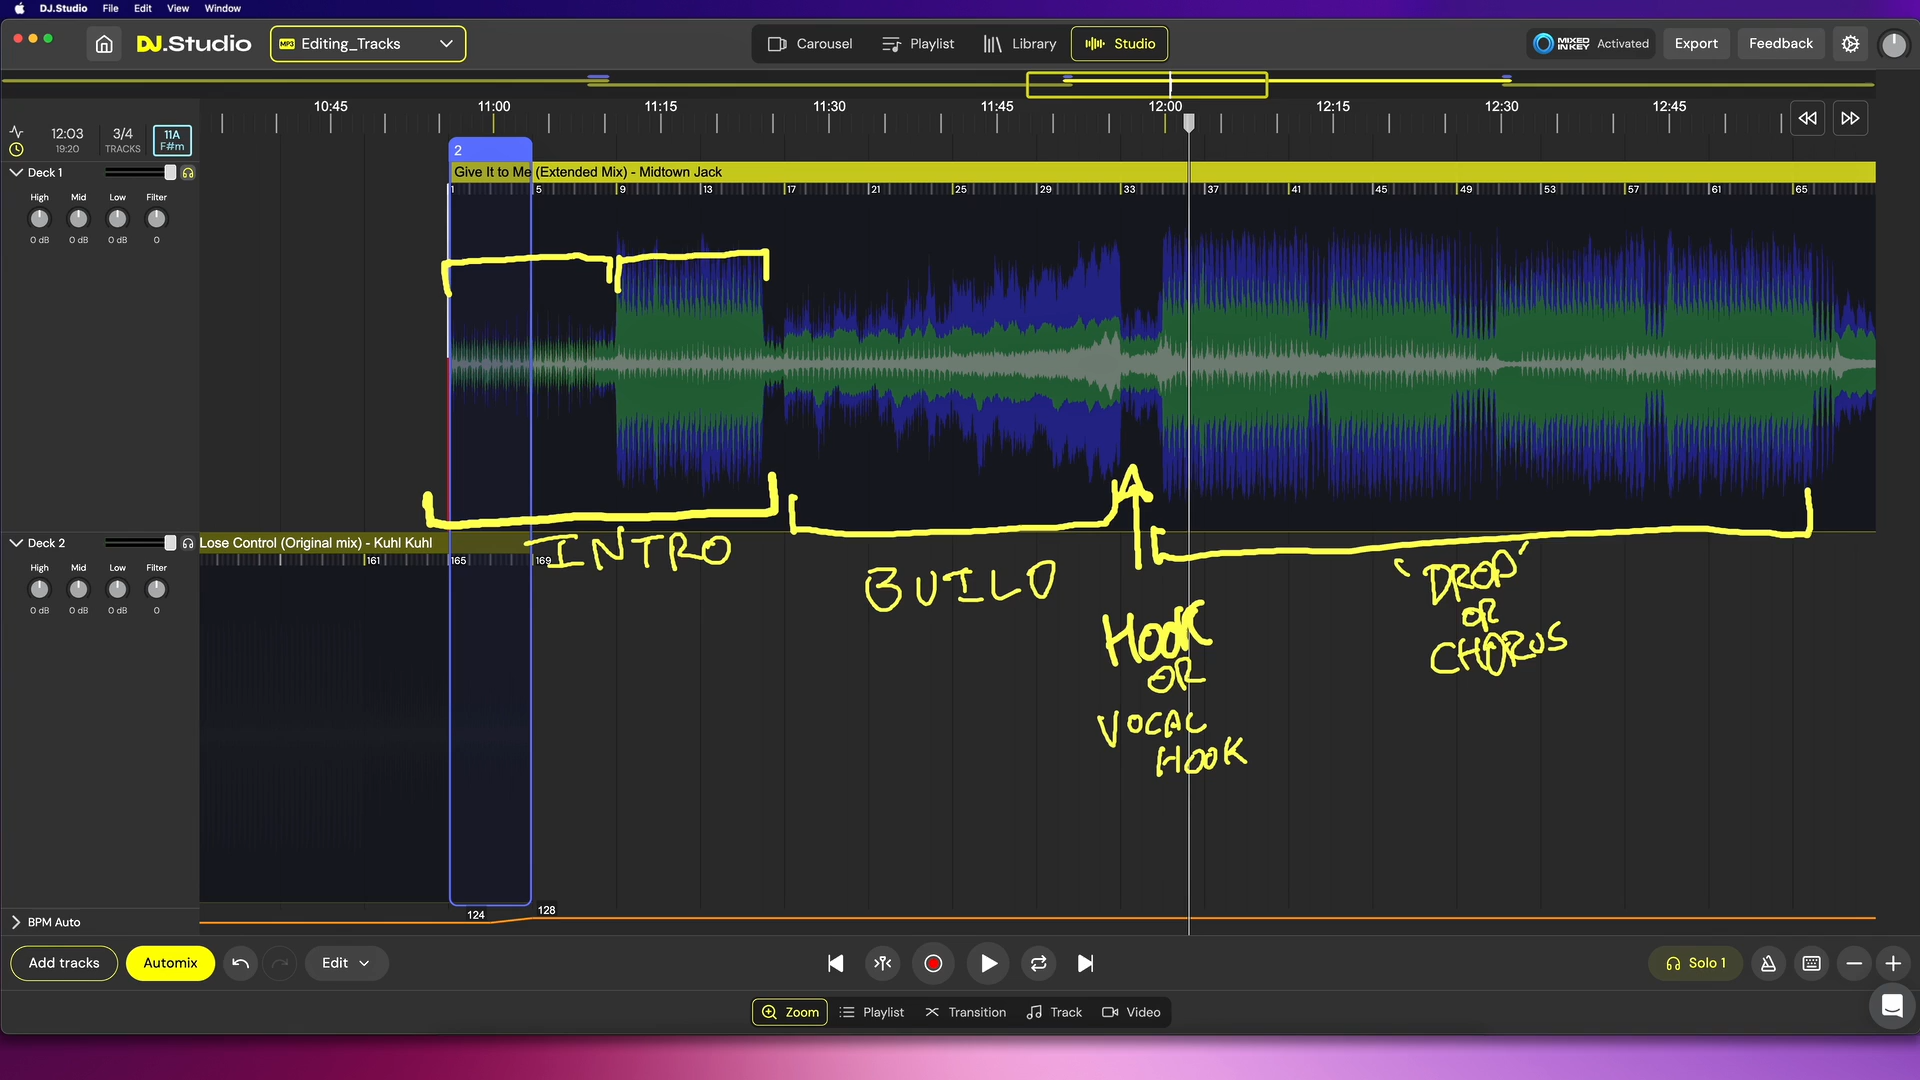 DJ.Studio File Edit View Window
DJ.Studio MP3 Editing_Tracks Carousel Playlist Library Studio MIXED IN KEY Activated Export Feedback
10:45 11:00 11:15 11:30 11:45 12:00 12:15 12:30 12:45
12:03 3/4 11A
19:20 TRACKS F#m
2
Deck 1 Give It to Me (Extended Mix) - Midtown Jack
1 5 9 13 17 21 25 29 33 37 41 45 49 53 57 61 65
High Mid Low Filter
0 dB 0 dB 0 dB 0
Deck 2 Lose Control (Original mix) - Kuhl Kuhl
161 165 169
High Mid Low Filter
0 dB 0 dB 0 dB 0
INTRO
BUILD
HOOK
OR
VOCAL
HOOK
'DROP'
OR
CHORUS
124 128
BPM Auto
Add tracks Automix Edit Solo 1
Zoom Playlist Transition Track Video